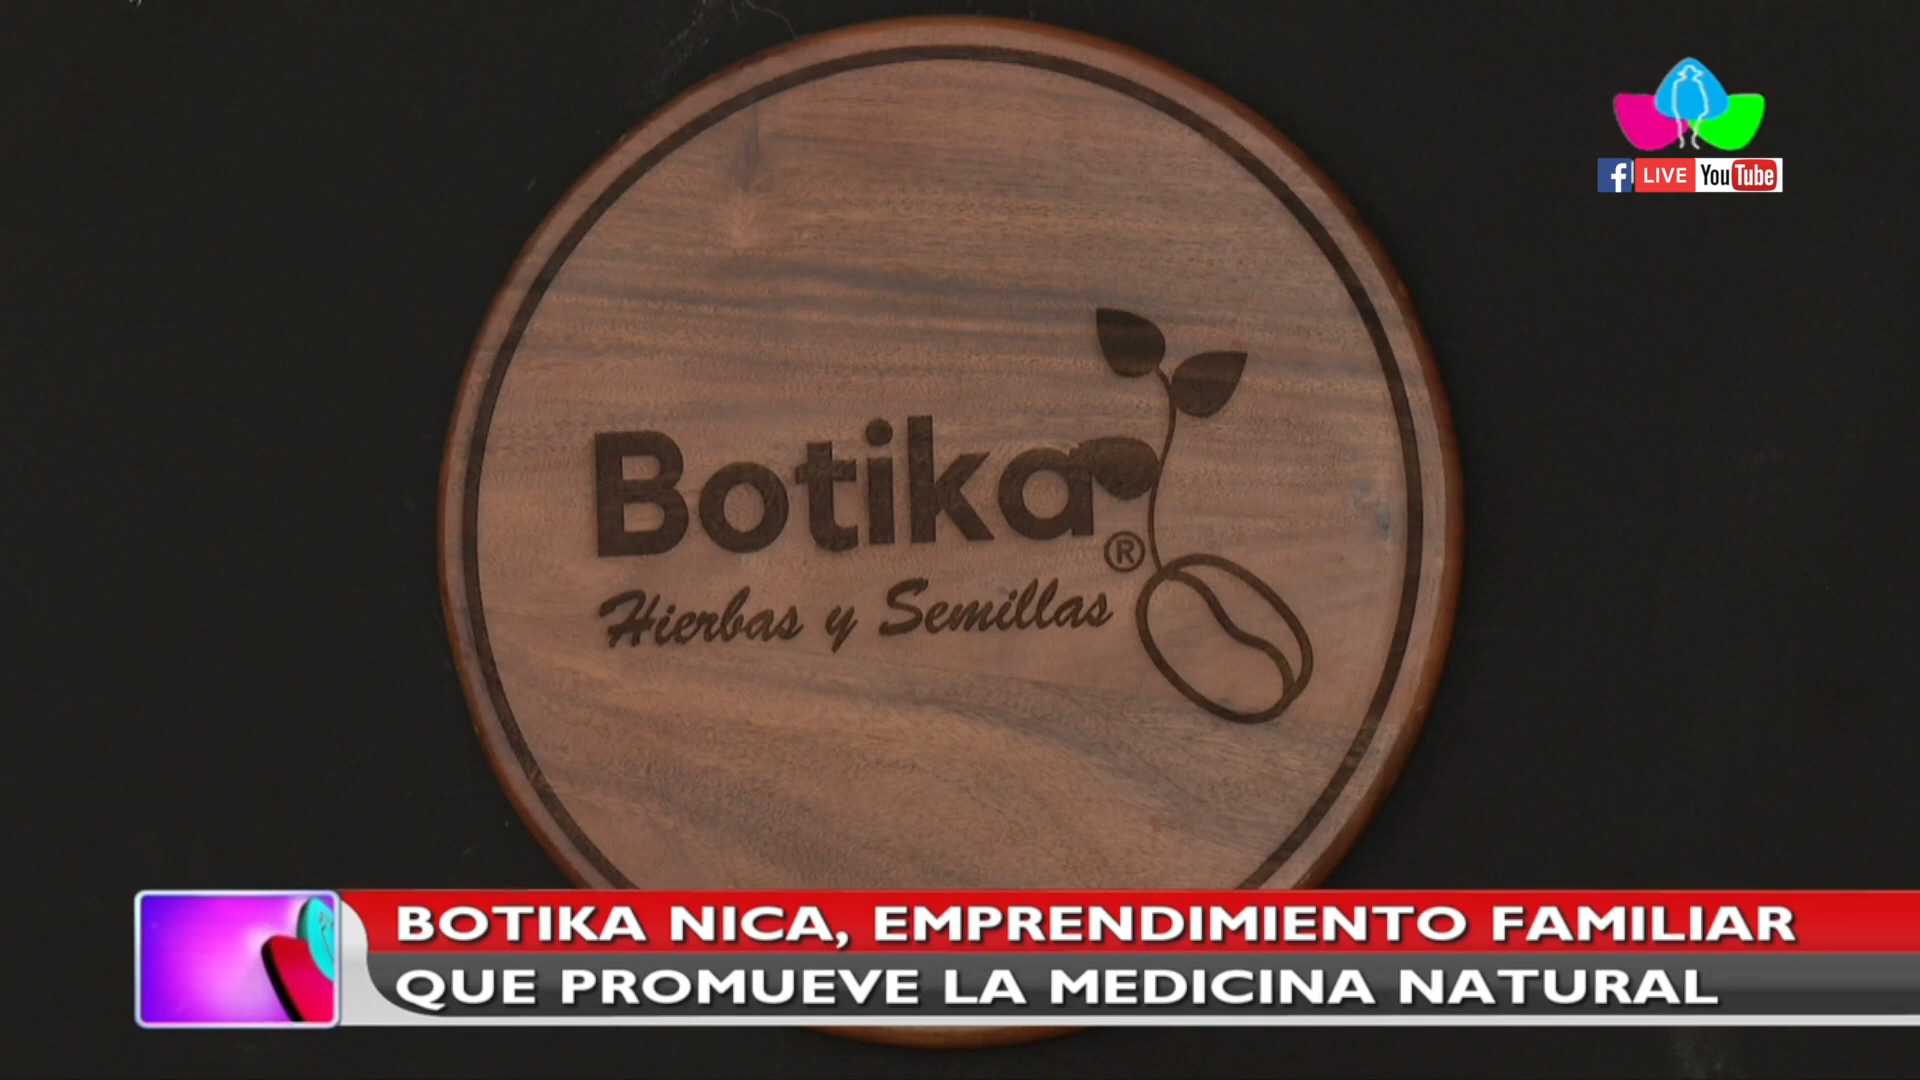 f LIVE YouTube
Botika®
Hierbas y Semillas
BOTIKA NICA, EMPRENDIMIENTO FAMILIAR
QUE PROMUEVE LA MEDICINA NATURAL